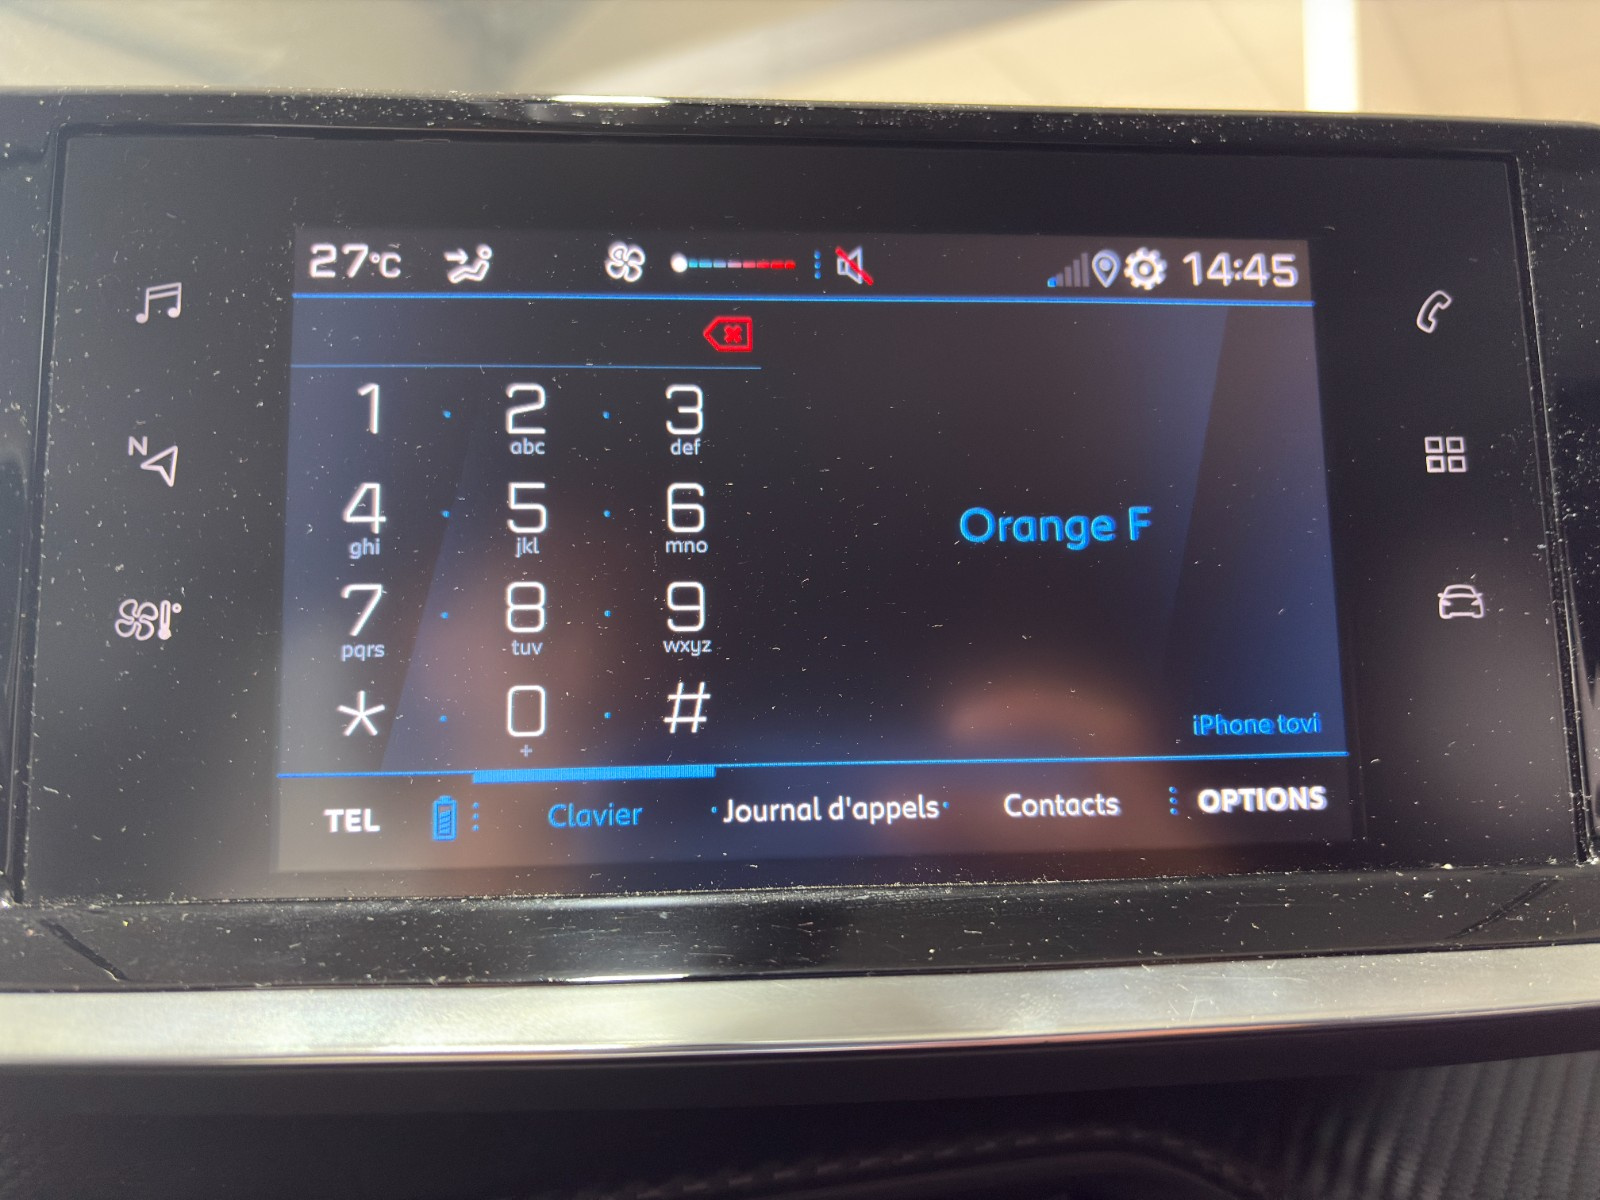 27°C 14:45
N
1 2 3
abc def
4 5 6
ghi jkl mno
Orange F
7 8 9
pqrs tuv wxyz
* 0 #
+
iPhone tovi
TEL Clavier Journal d'appels Contacts OPTIONS